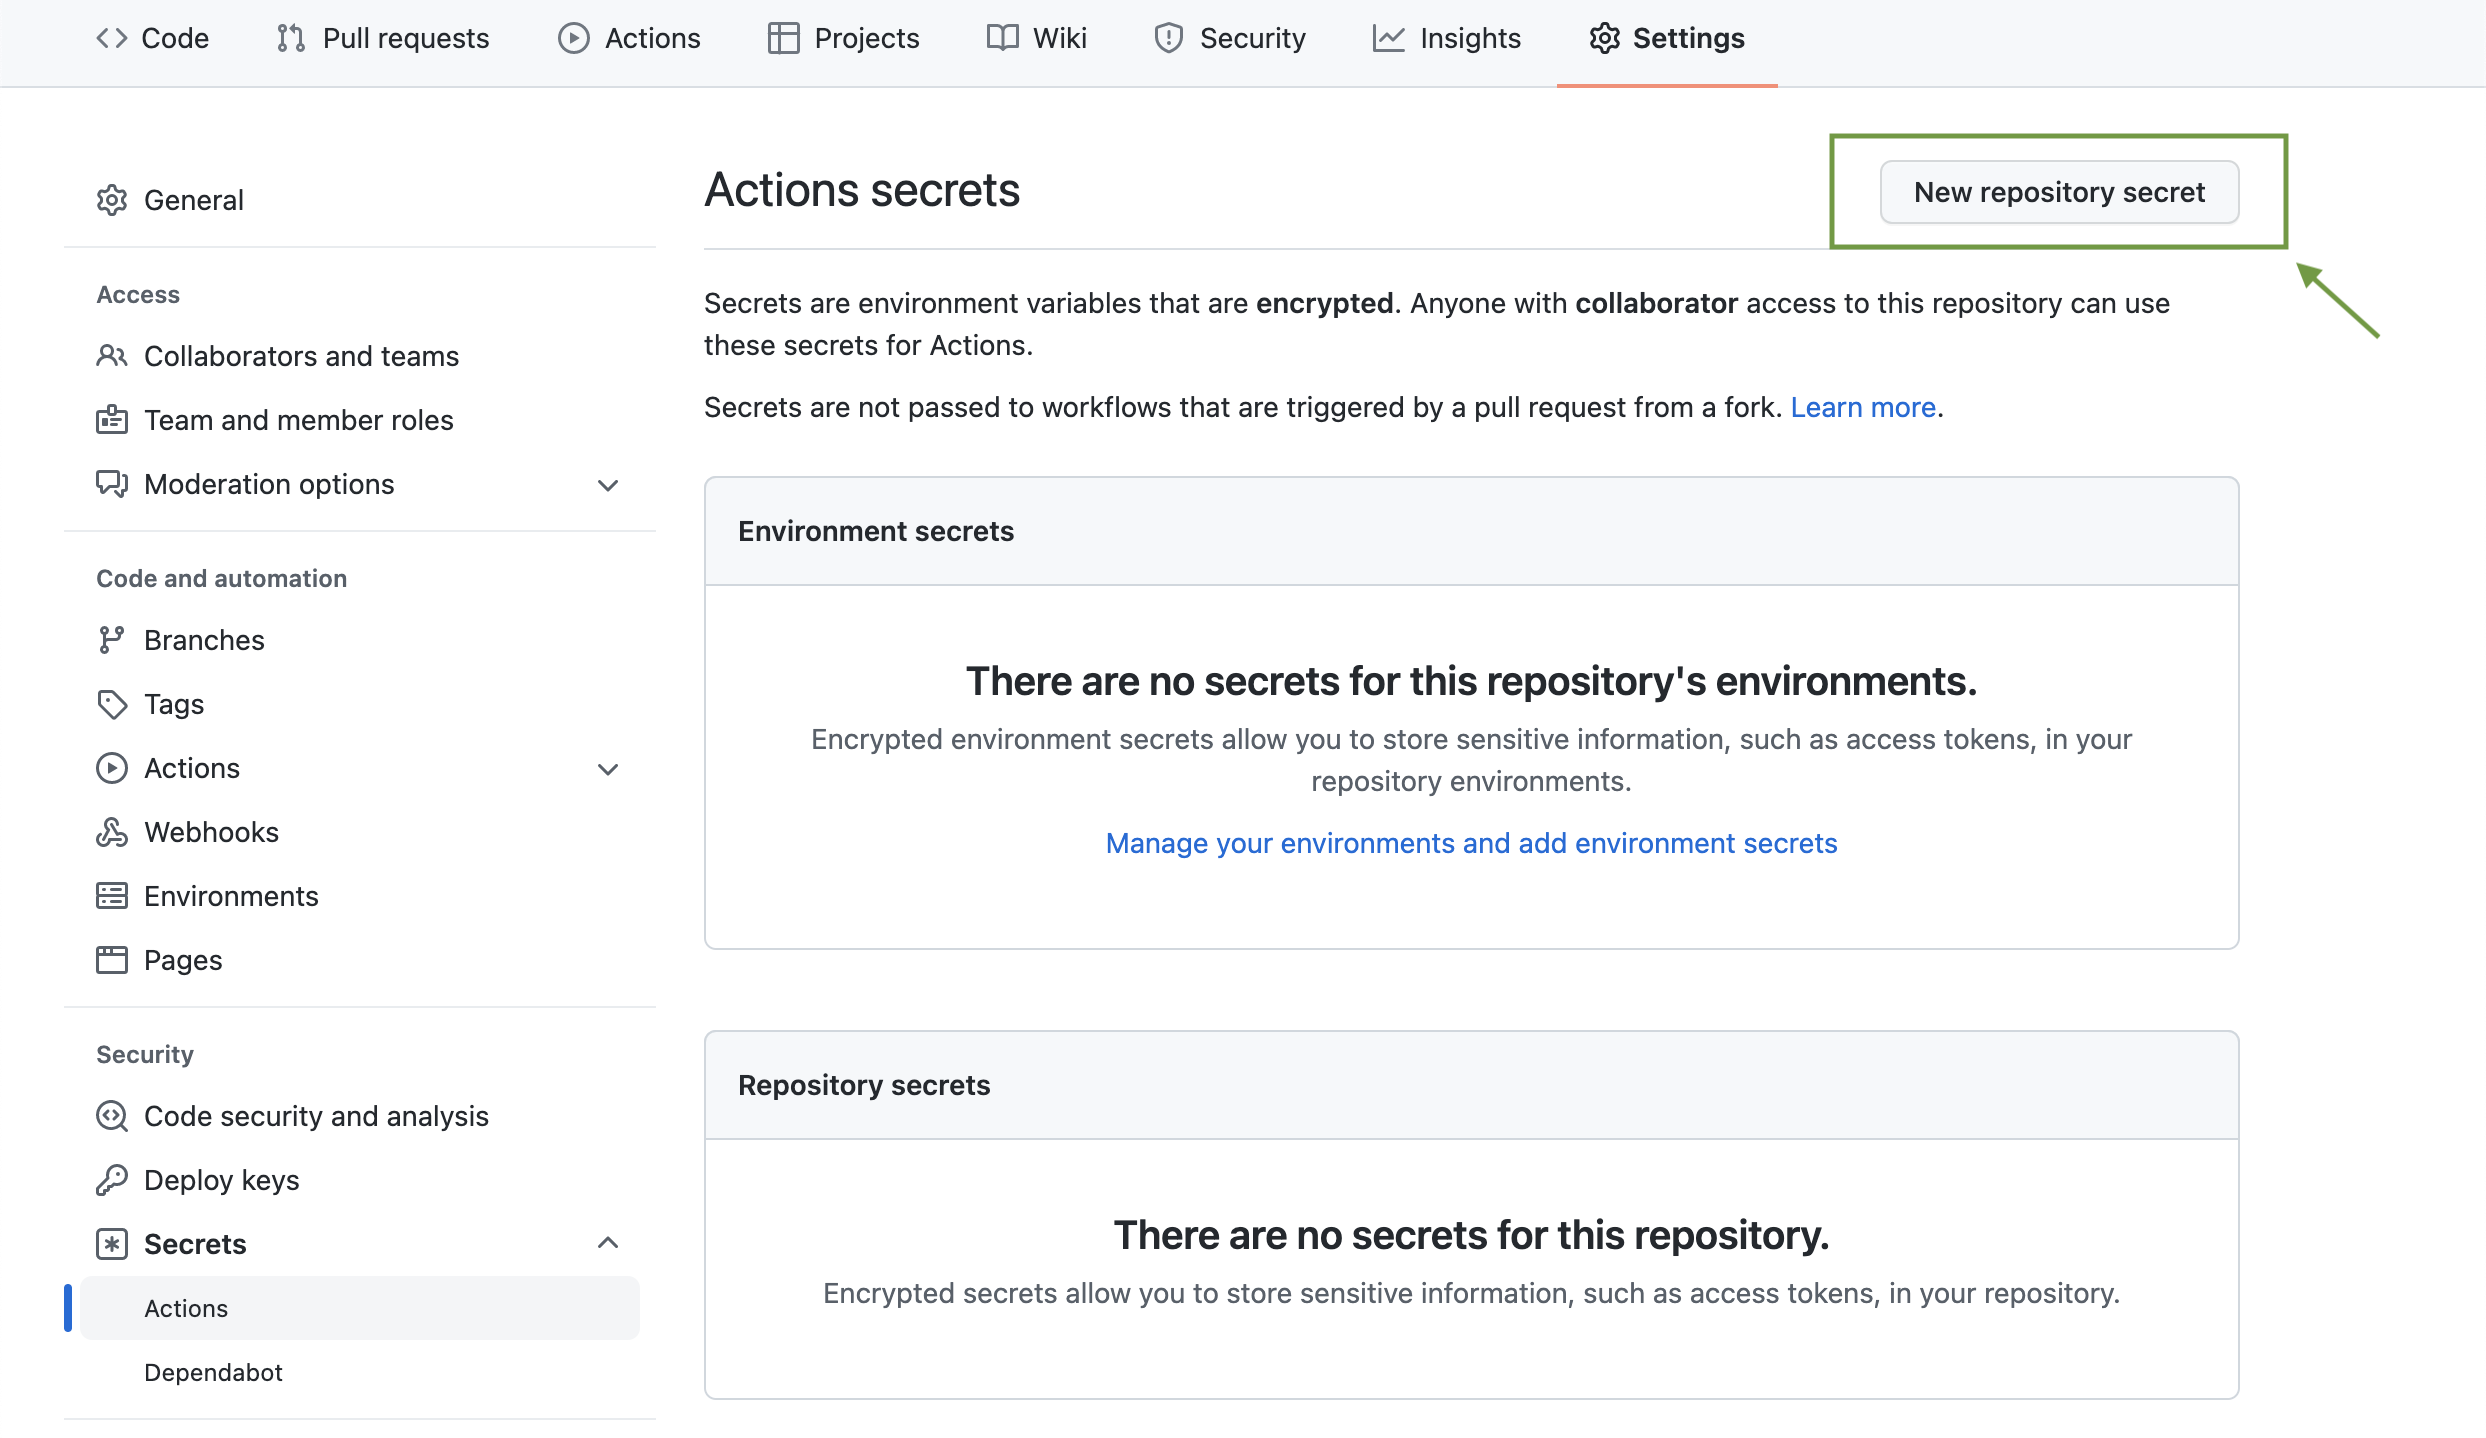 Code
Pull requests
Actions
Projects
Wiki
Security
Insights
Settings
General
Access
Collaborators and teams
Team and member roles
Moderation options
Code and automation
Branches
Tags
Actions
Webhooks
Environments
Pages
Security
Code security and analysis
Deploy keys
Secrets
Actions
Dependabot
Actions secrets
New repository secret
Secrets are environment variables that are encrypted. Anyone with collaborator access to this repository can use
these secrets for Actions.
Secrets are not passed to workflows that are triggered by a pull request from a fork. Learn more.
Environment secrets
There are no secrets for this repository's environments.
Encrypted environment secrets allow you to store sensitive information, such as access tokens, in your
repository environments.
Manage your environments and add environment secrets
Repository secrets
There are no secrets for this repository.
Encrypted secrets allow you to store sensitive information, such as access tokens, in your repository.